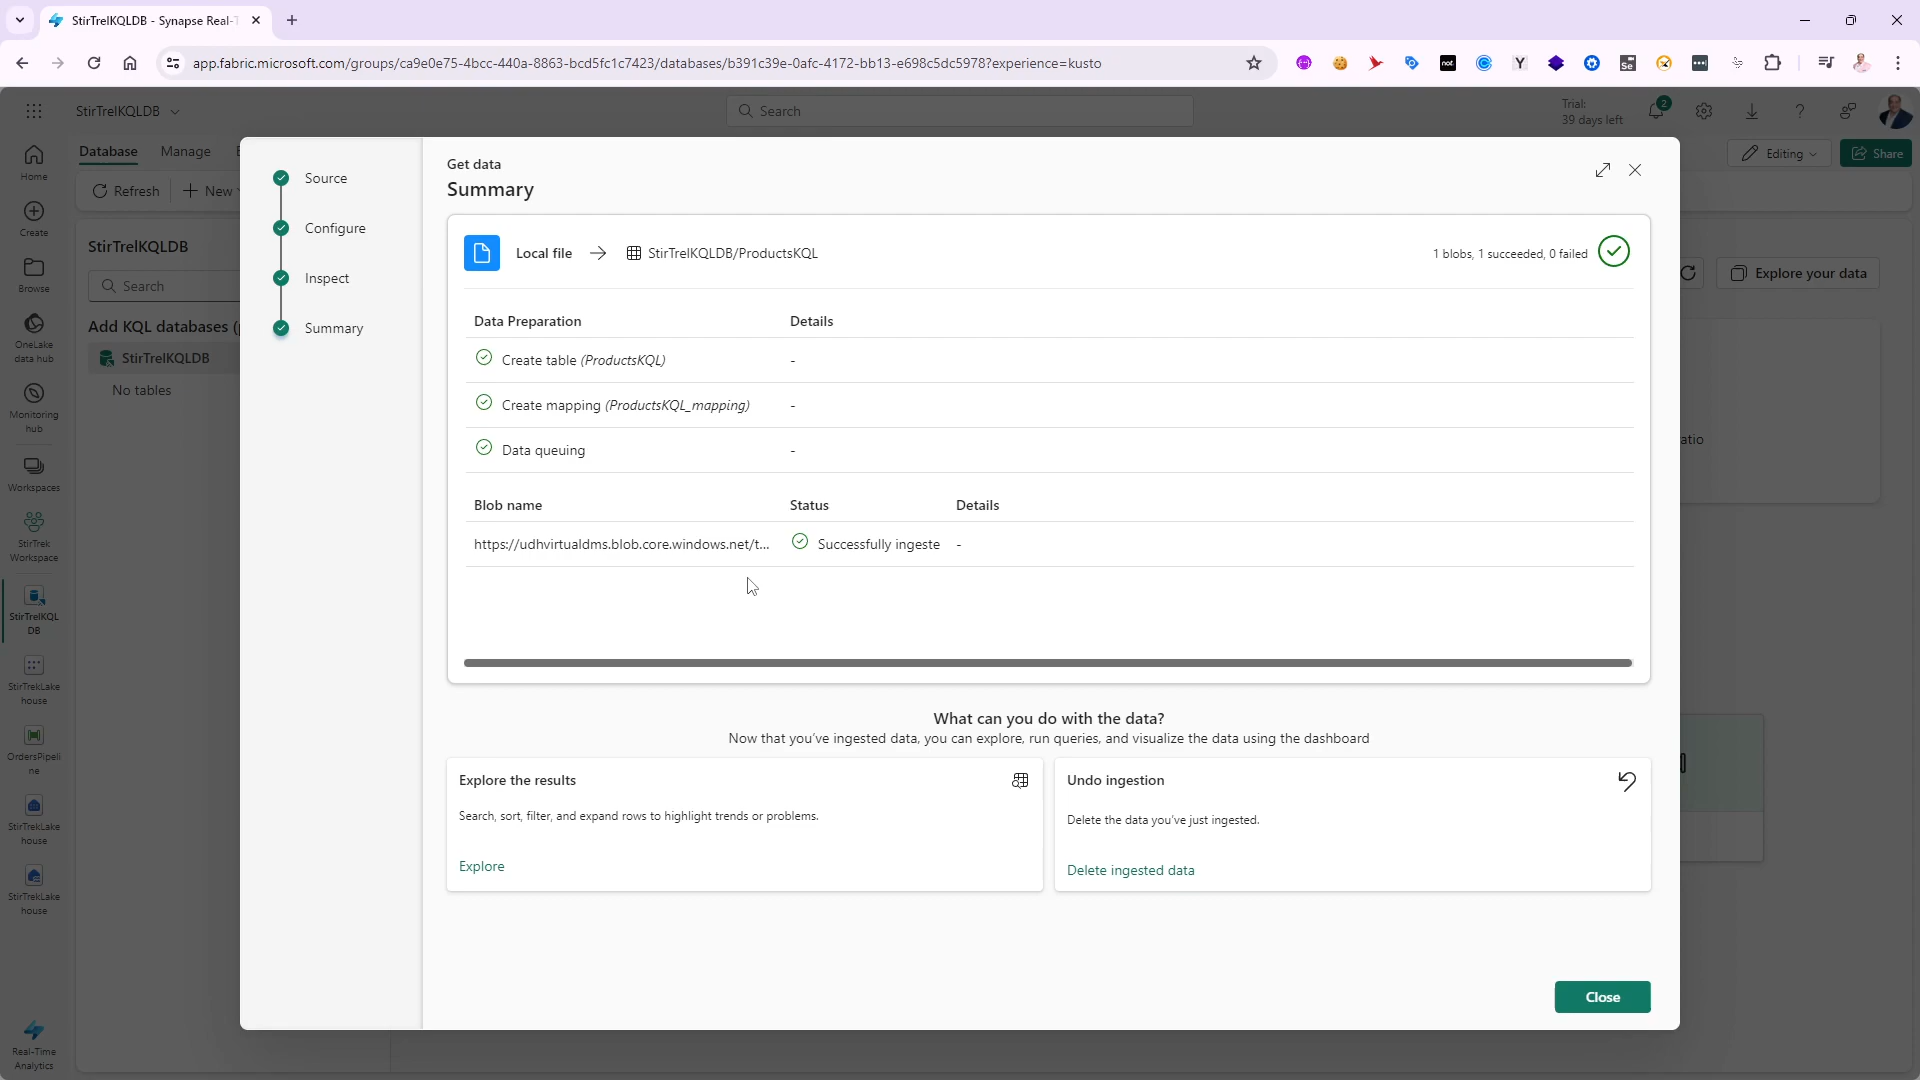 StirTrelKQLDB - Synapse Real-T
app.fabric.microsoft.com/groups/ca9e0e75-4bcc-440a-8863-bcd5fc1c7423/databases/b391c39e-0afc-4172-bb13-e698c5dc5978?experience=kusto
StirTrelKQLDB
Search
Trial:
39 days left
2
Home
Create
Browse
OneLake
data hub
Monitoring
hub
Workspaces
StirTrek
Workspace
StirTrelKQL
DB
StirTrekLake
house
OrdersPipeli
ne
StirTrekLake
house
StirTrekLake
house
Real-Time
Analytics
Database
Manage
Editing
Share
Refresh
New
StirTrelKQLDB
Search
Add KQL databases (
StirTrelKQLDB
No tables
Explore your data
atio
Source
Configure
Inspect
Summary
Get data
Summary
Local file
StirTrelKQLDB/ProductsKQL
1 blobs, 1 succeeded, 0 failed
Data Preparation Details
Create table (ProductsKQL) -
Create mapping (ProductsKQL_mapping) -
Data queuing -
Blob name Status Details
https://udhvirtualdms.blob.core.windows.net/t... Successfully ingeste -
What can you do with the data?
Now that you've ingested data, you can explore, run queries, and visualize the data using the dashboard
Explore the results
Search, sort, filter, and expand rows to highlight trends or problems.
Explore
Undo ingestion
Delete the data you've just ingested.
Delete ingested data
Close